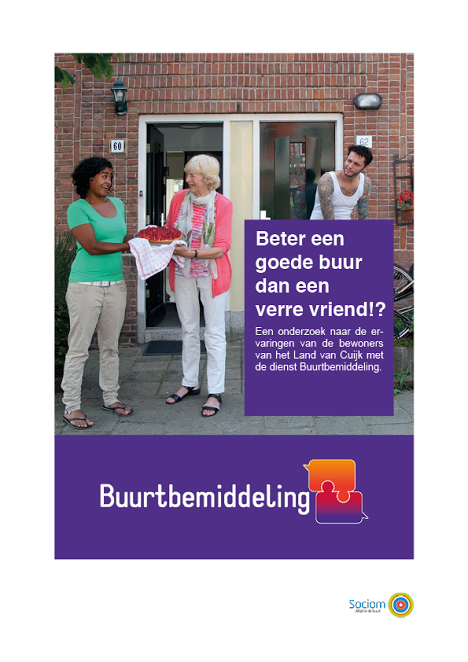 60
62
Beter een
goede buur
dan een
verre vriend!?
Een onderzoek naar de er-
varingen van de bewoners
van het Land van Cuijk met
de dienst Buurtbemiddeling.
Buurtbemiddeling
Sociom